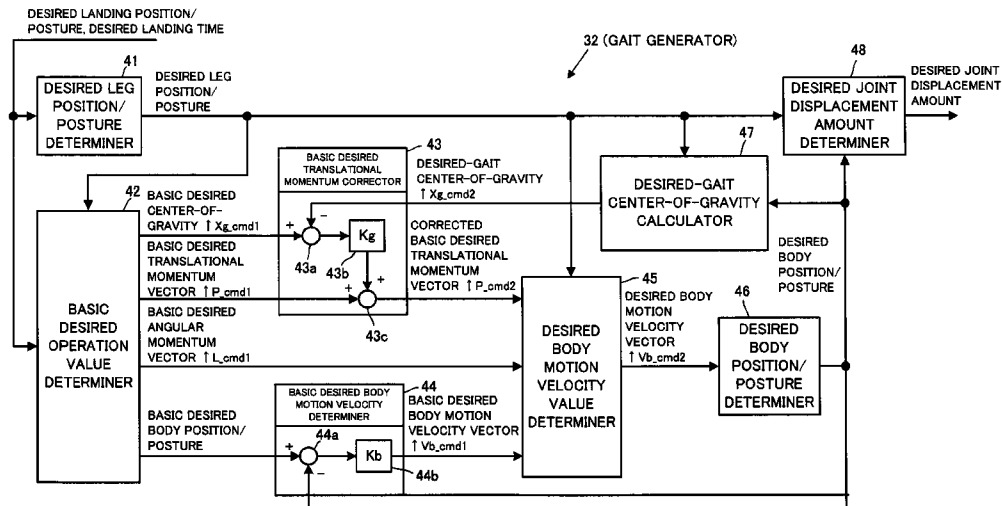 DESIRED LANDING POSITION/
POSTURE, DESIRED LANDING TIME
32 (GAIT GENERATOR)
41
DESIRED LEG
POSITION/
POSTURE
DETERMINER
DESIRED LEG
POSITION/
POSTURE
48
DESIRED JOINT
DISPLACEMENT
AMOUNT
DETERMINER
DESIRED JOINT
DISPLACEMENT
AMOUNT
42
BASIC
DESIRED
OPERATION
VALUE
DETERMINER
BASIC DESIRED
CENTER-OF-
GRAVITY ↑ Xg_cmd1
BASIC DESIRED
TRANSLATIONAL
MOMENTUM
VECTOR ↑ P_cmd1
BASIC DESIRED
ANGULAR
MOMENTUM
VECTOR ↑ L_cmd1
BASIC DESIRED
BODY POSITION/
POSTURE
43
BASIC DESIRED
TRANSLATIONAL
MOMENTUM CORRECTOR
+
−
43a
Kg
43b
+
+
43c
DESIRED-GAIT
CENTER-OF-GRAVITY
↑ Xg_cmd2
CORRECTED
BASIC DESIRED
TRANSLATIONAL
MOMENTUM
VECTOR ↑ P_cmd2
47
DESIRED-GAIT
CENTER-OF-GRAVITY
CALCULATOR
44
BASIC DESIRED BODY
MOTION VELOCITY
DETERMINER
+
−
44a
Kb
44b
BASIC DESIRED
BODY MOTION
VELOCITY VECTOR
↑ Vb_cmd1
45
DESIRED
BODY
MOTION
VELOCITY
VALUE
DETERMINER
DESIRED BODY
MOTION
VELOCITY
VECTOR
↑ Vb_cmd2
46
DESIRED
BODY
POSITION/
POSTURE
DETERMINER
DESIRED
BODY
POSITION/
POSTURE